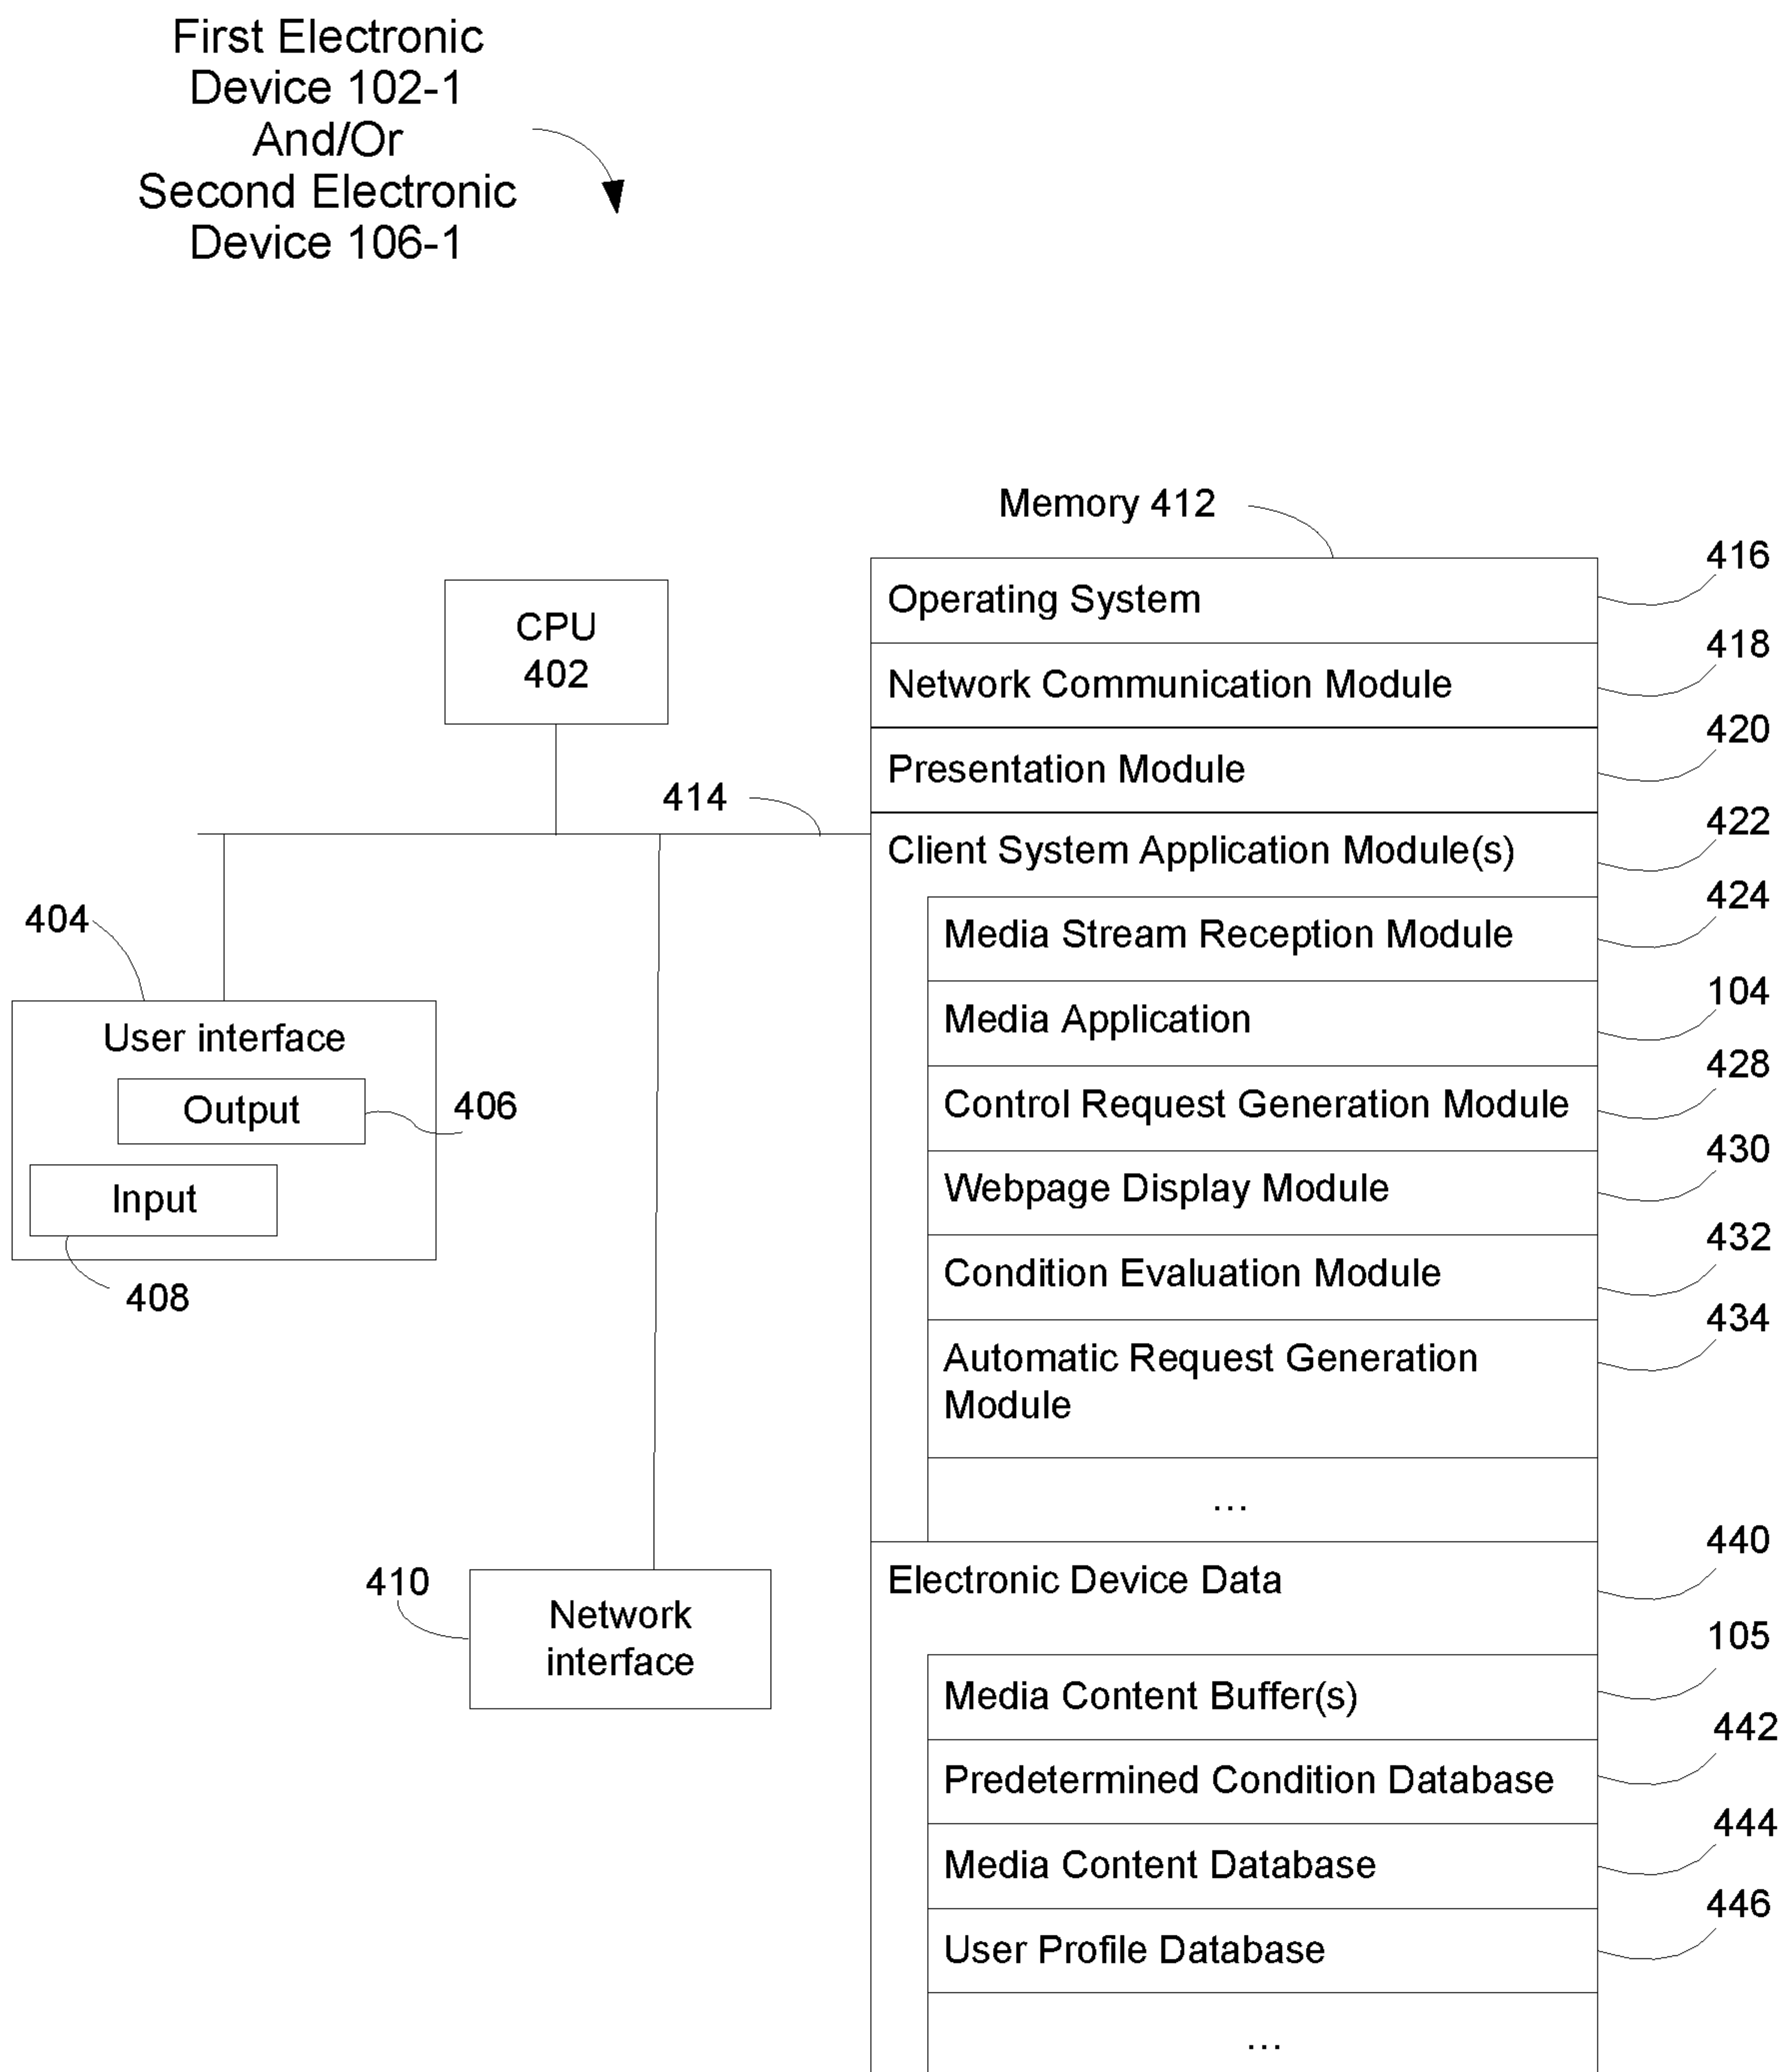 First Electronic
Device 102-1
And/Or
Second Electronic
Device 106-1
Memory 412
416
Operating System
418
Network Communication Module
420
Presentation Module
422
Client System Application Module(s)
424
Media Stream Reception Module
104
Media Application
428
Control Request Generation Module
430
Webpage Display Module
432
Condition Evaluation Module
434
Automatic Request Generation
Module
...
440
Electronic Device Data
105
Media Content Buffer(s)
442
Predetermined Condition Database
444
Media Content Database
446
User Profile Database
...
CPU
402
414
404
User interface
Output
406
Input
408
410
Network
interface